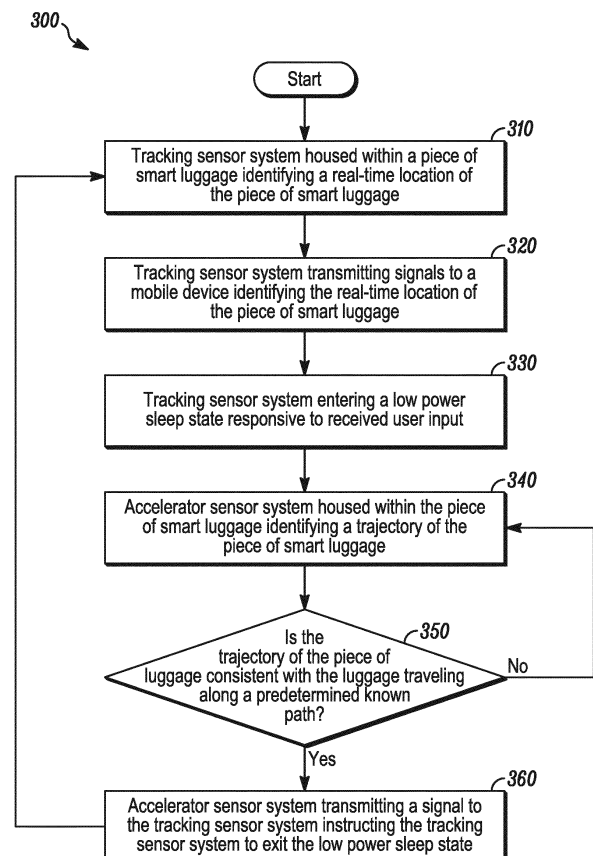 300
Start
310
Tracking sensor system housed within a piece of
smart luggage identifying a real-time location of
the piece of smart luggage
320
Tracking sensor system transmitting signals to a
mobile device identifying the real-time location of
the piece of smart luggage
330
Tracking sensor system entering a low power
sleep state responsive to received user input
340
Accelerator sensor system housed within the piece
of smart luggage identifying a trajectory of the
piece of smart luggage
350
Is the
trajectory of the piece of
luggage consistent with the luggage traveling
along a predetermined known
path?
No
Yes
360
Accelerator sensor system transmitting a signal to
the tracking sensor system instructing the tracking
sensor system to exit the low power sleep state